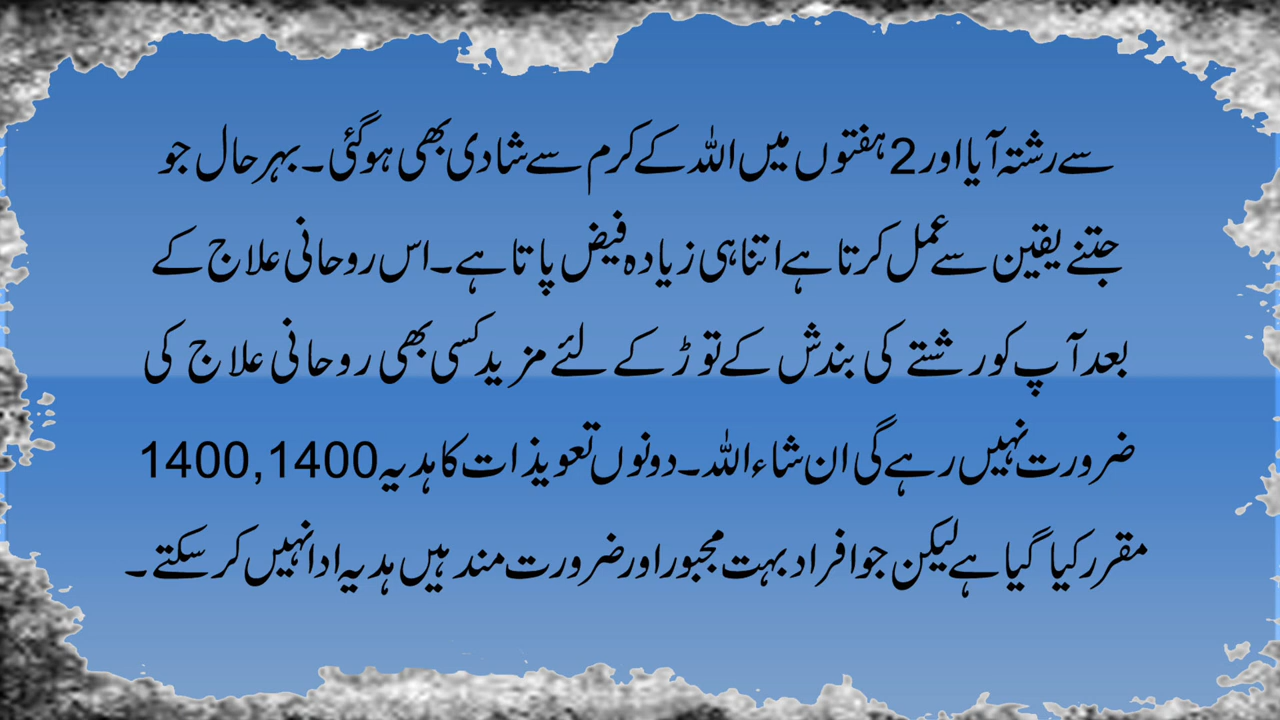 سے رشتہ آیا اور 2 ہفتوں میں اللہ کے کرم سے شادی بھی ہوگئی۔ بہرحال جو
جتنے یقین سے عمل کرتا ہے اتنا ہی زیادہ فیض پاتا ہے۔ اس روحانی علاج کے
بعد آپ کو رشتے کی بندش کے توڑ کے لئے مزید کسی بھی روحانی علاج کی
ضرورت نہیں رہے گی ان شاء اللہ۔ دونوں تعویذات کا ہدیہ 1400,1400
مقرر کیا گیا ہے لیکن جو افراد بہت مجبور اور ضرورت مند ہیں ہدیہ ادا نہیں کر سکتے۔